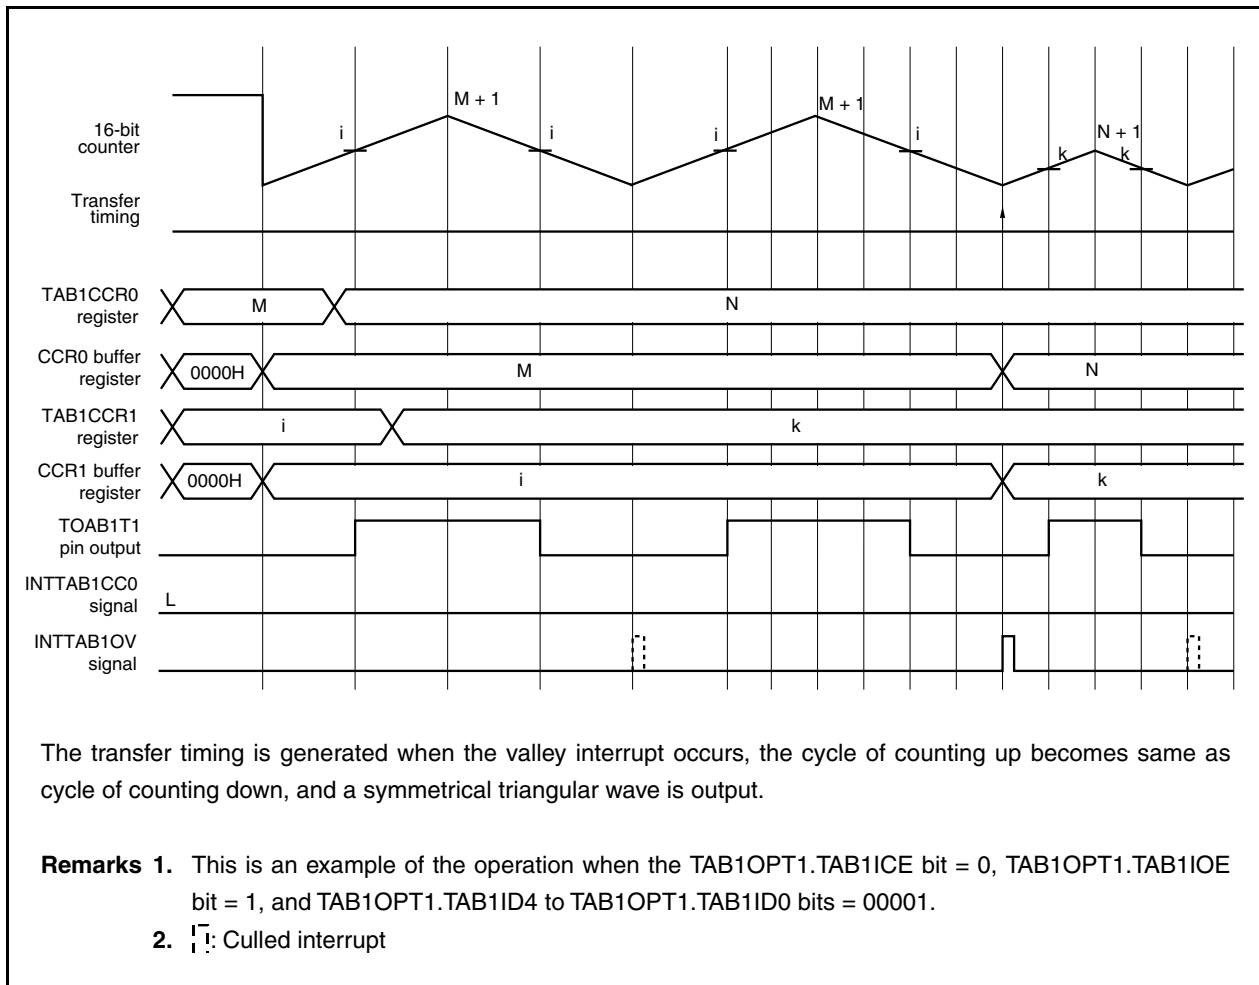 M + 1
M + 1
i
i
i
i
N + 1
k
k
16-bit
counter
Transfer
timing
TAB1CCR0
register
M
N
CCR0 buffer
register
0000H
M
N
TAB1CCR1
register
i
k
CCR1 buffer
register
0000H
i
k
TOAB1T1
pin output
INTTAB1CC0
signal
L
INTTAB1OV
signal
The transfer timing is generated when the valley interrupt occurs, the cycle of counting up becomes same as
cycle of counting down, and a symmetrical triangular wave is output.
Remarks 1. This is an example of the operation when the TAB1OPT1.TAB1ICE bit = 0, TAB1OPT1.TAB1IOE
bit = 1, and TAB1OPT1.TAB1ID4 to TAB1OPT1.TAB1ID0 bits = 00001.
2. : Culled interrupt